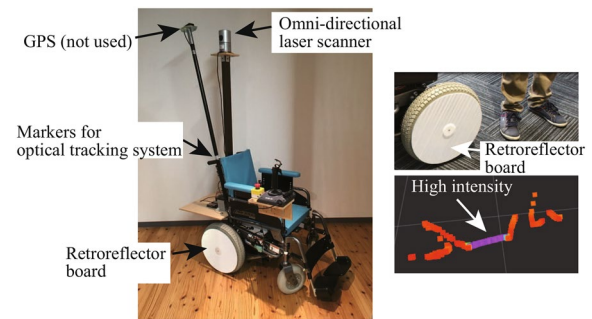 GPS (not used)
Omni-directional
laser scanner
Markers for
optical tracking system
Retroreflector
board
Retroreflector
board
High intensity